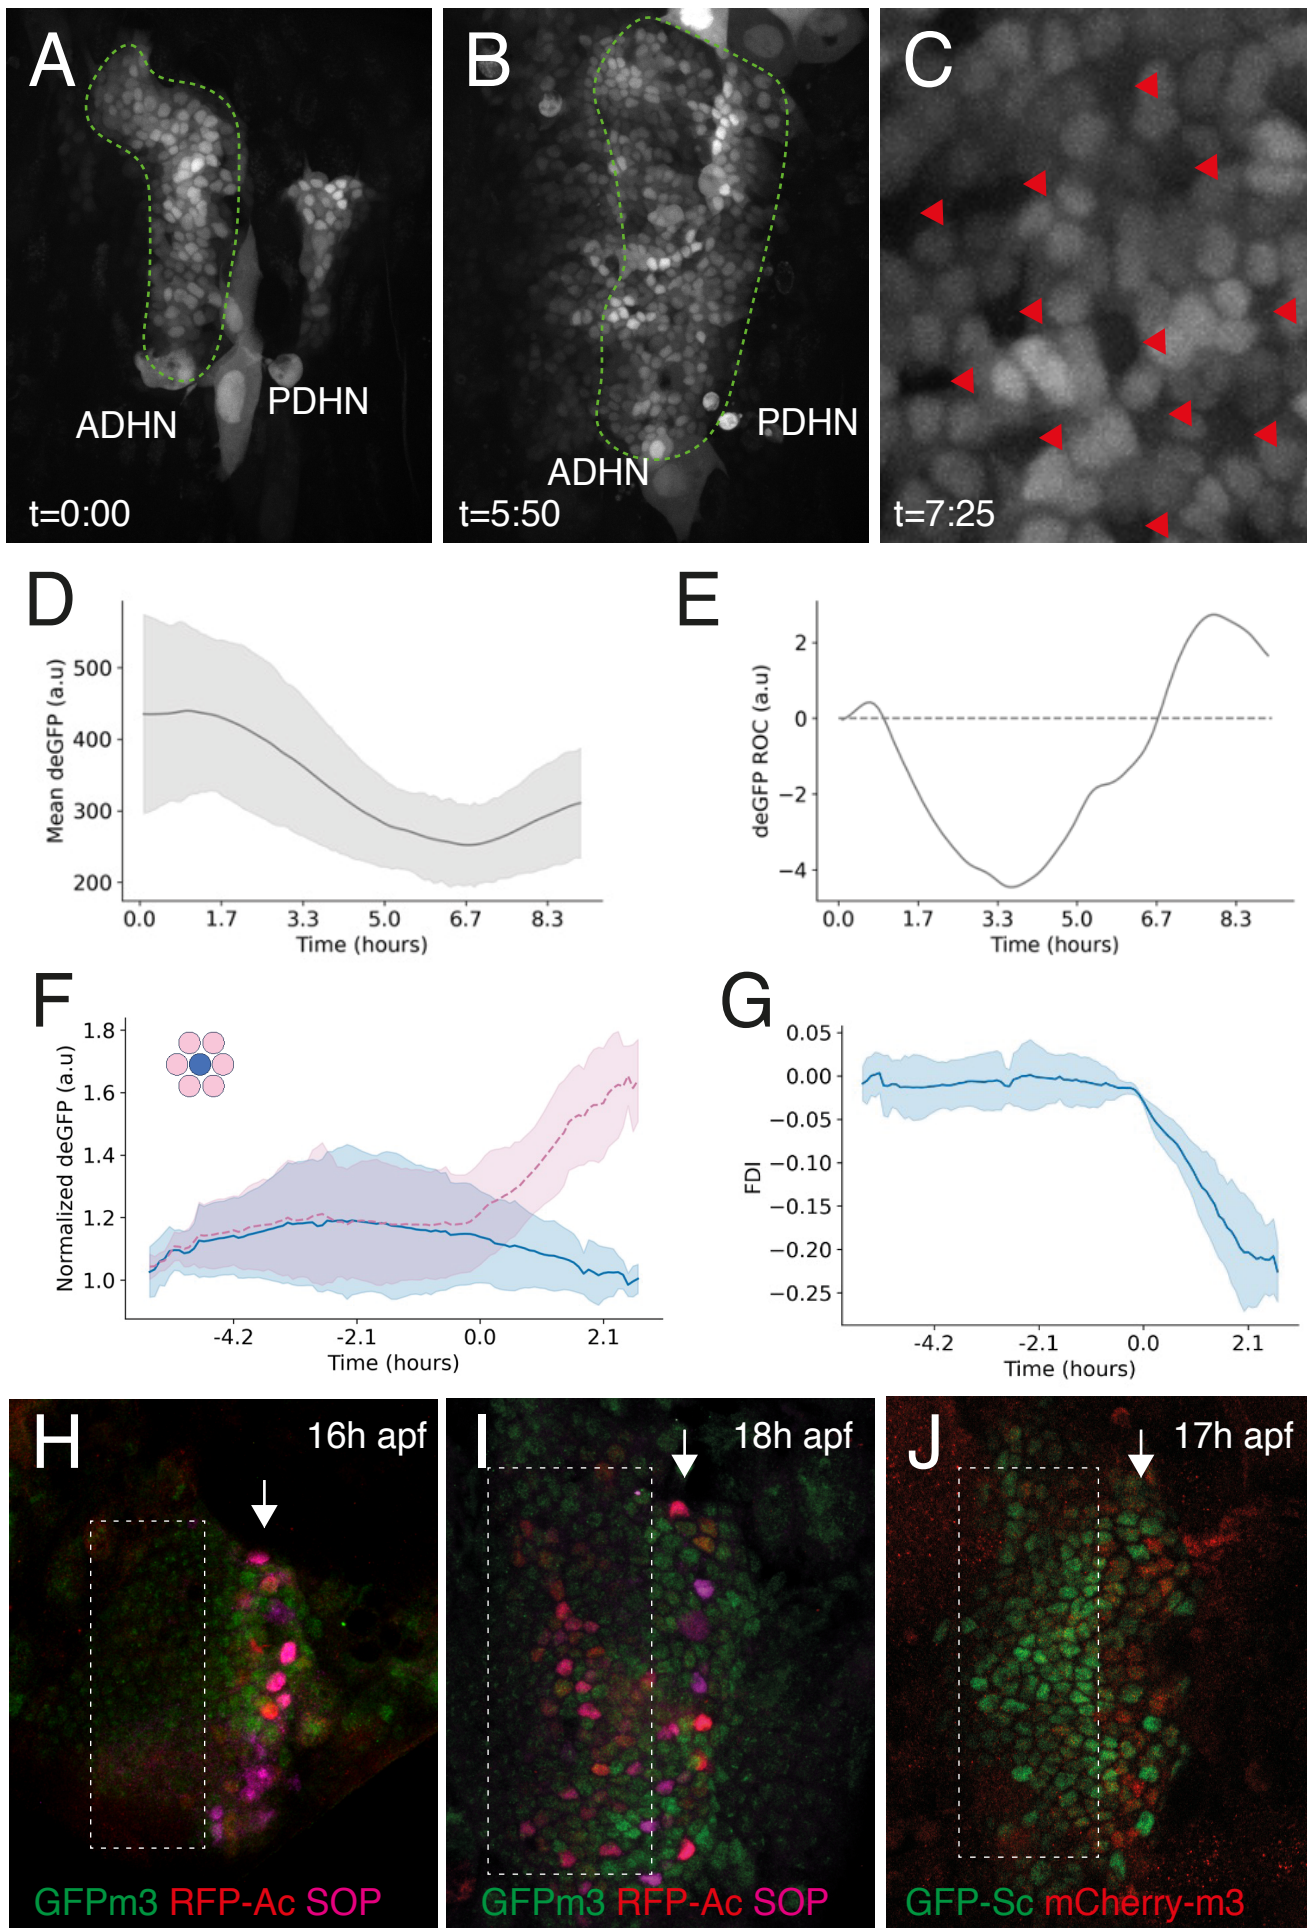 A
ADHN
PDHN
t=0:00
B
PDHN
ADHN
t=5:50
C
t=7:25
D
Mean deGFP (a.u)
500
400
300
200
0.0 1.7 3.3 5.0 6.7 8.3
Time (hours)
E
deGFP ROC (a.u)
2
0
−2
−4
0.0 1.7 3.3 5.0 6.7 8.3
Time (hours)
F
Normalized deGFP (a.u)
1.8
1.6
1.4
1.2
1.0
-4.2 -2.1 0.0 2.1
Time (hours)
G
FDI
0.05
0.00
−0.05
−0.10
−0.15
−0.20
−0.25
-4.2 -2.1 0.0 2.1
Time (hours)
H
16h apf
GFPm3 RFP-Ac SOP
I
18h apf
GFPm3 RFP-Ac SOP
J
17h apf
GFP-Sc mCherry-m3